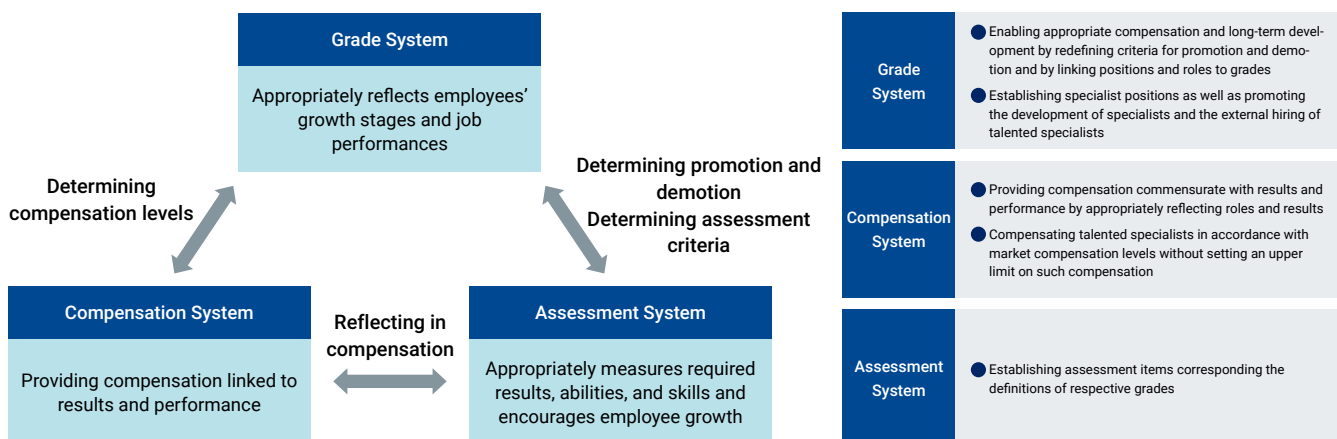 Grade System
Appropriately reflects employees’
growth stages and job
performances
Determining
compensation levels
Determining promotion and
demotion
Determining assessment
criteria
Compensation System
Providing compensation linked to
results and performance
Reflecting in
compensation
Assessment System
Appropriately measures required
results, abilities, and skills and
encourages employee growth
Grade
System
Enabling appropriate compensation and long-term devel-
opment by redefining criteria for promotion and demo-
tion and by linking positions and roles to grades
Establishing specialist positions as well as promoting
the development of specialists and the external hiring of
talented specialists
Compensation
System
Providing compensation commensurate with results and
performance by appropriately reflecting roles and results
Compensating talented specialists in accordance with
market compensation levels without setting an upper
limit on such compensation
Assessment
System
Establishing assessment items corresponding the
definitions of respective grades